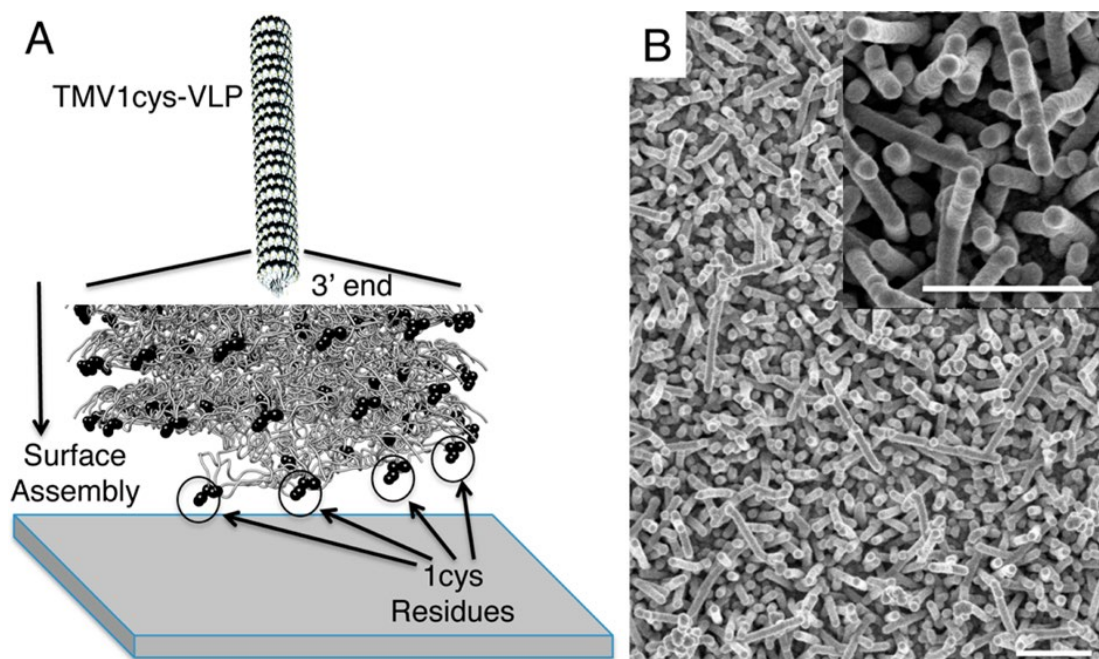 A
TMV1cys-VLP
3' end
Surface
Assembly
1cys
Residues
B